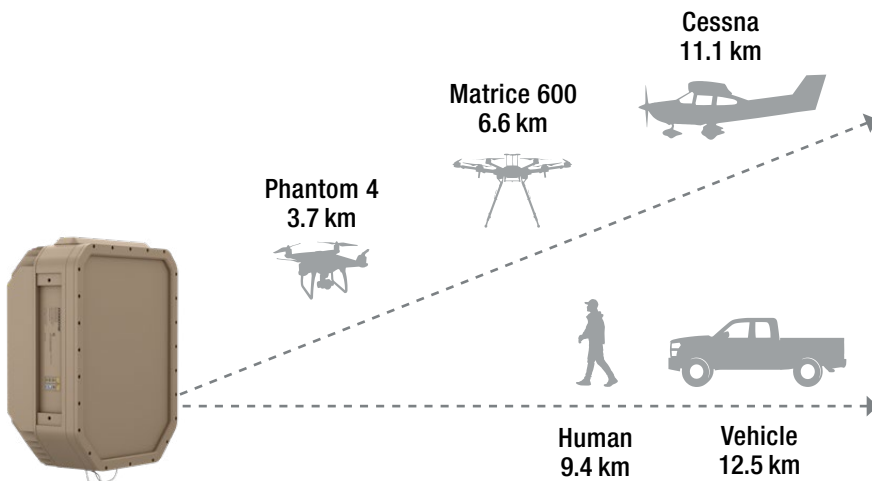 Cessna
11.1 km
Matrice 600
6.6 km
Phantom 4
3.7 km
Human
9.4 km
Vehicle
12.5 km